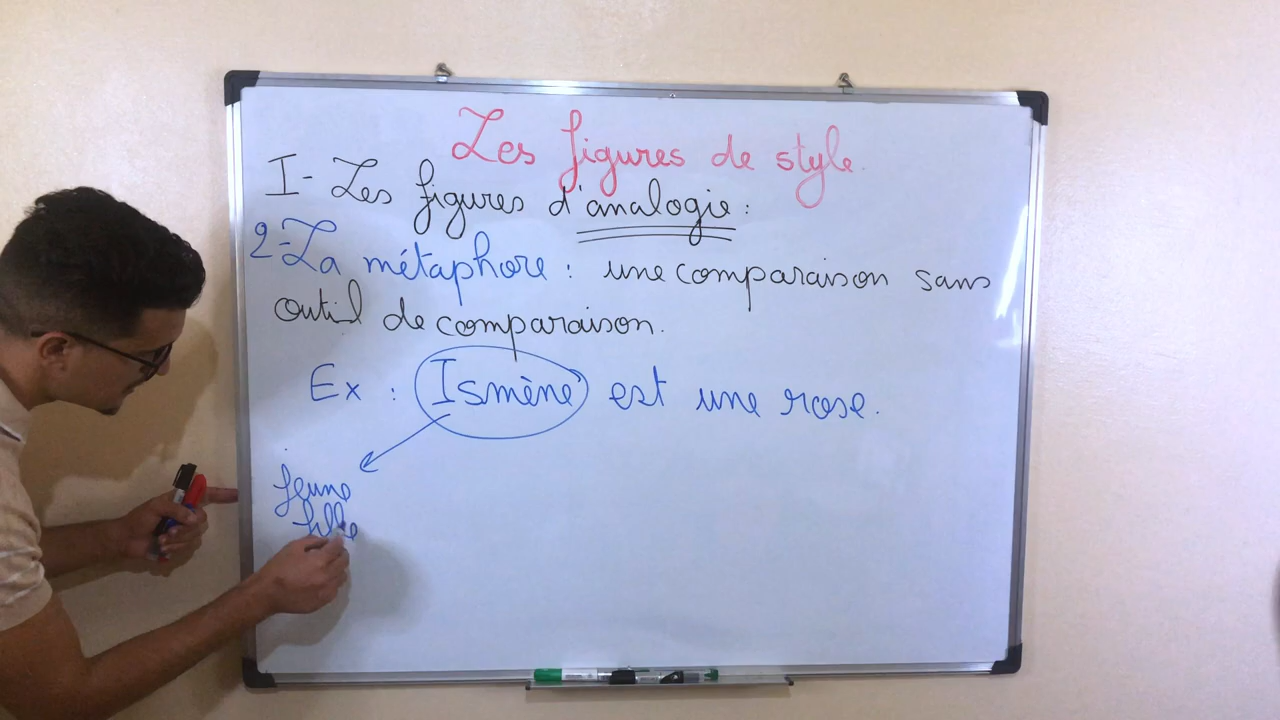 Les figures de style.
I- Les figures d'analogie :
2- La métaphore : une comparaison sans
outil de comparaison.
Ex : Ismène est une rose.
Jeune
fille